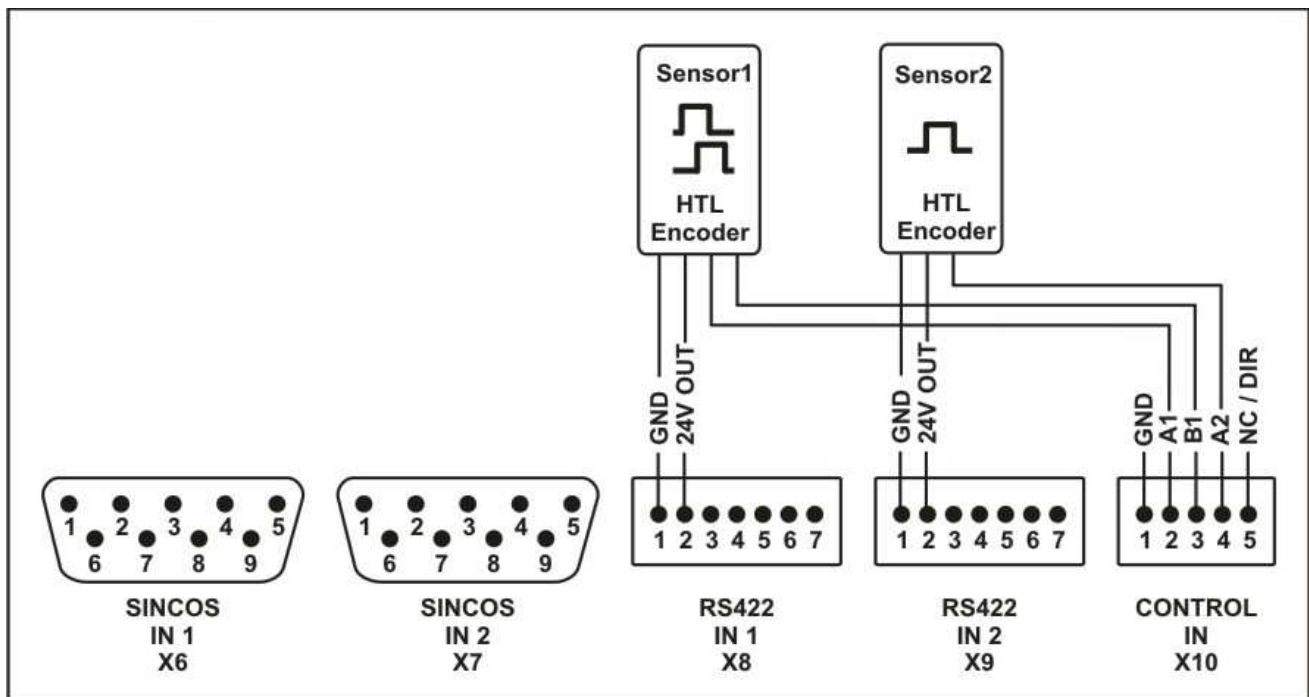 Sensor1
HTL
Encoder
Sensor2
HTL
Encoder
GND
24V OUT
GND
24V OUT
GND
A1
B1
A2
NC / DIR
1 2 3 4 5
6 7 8 9
SINCOS
IN 1
X6
1 2 3 4 5
6 7 8 9
SINCOS
IN 2
X7
1 2 3 4 5 6 7
RS422
IN 1
X8
1 2 3 4 5 6 7
RS422
IN 2
X9
1 2 3 4 5
CONTROL
IN
X10